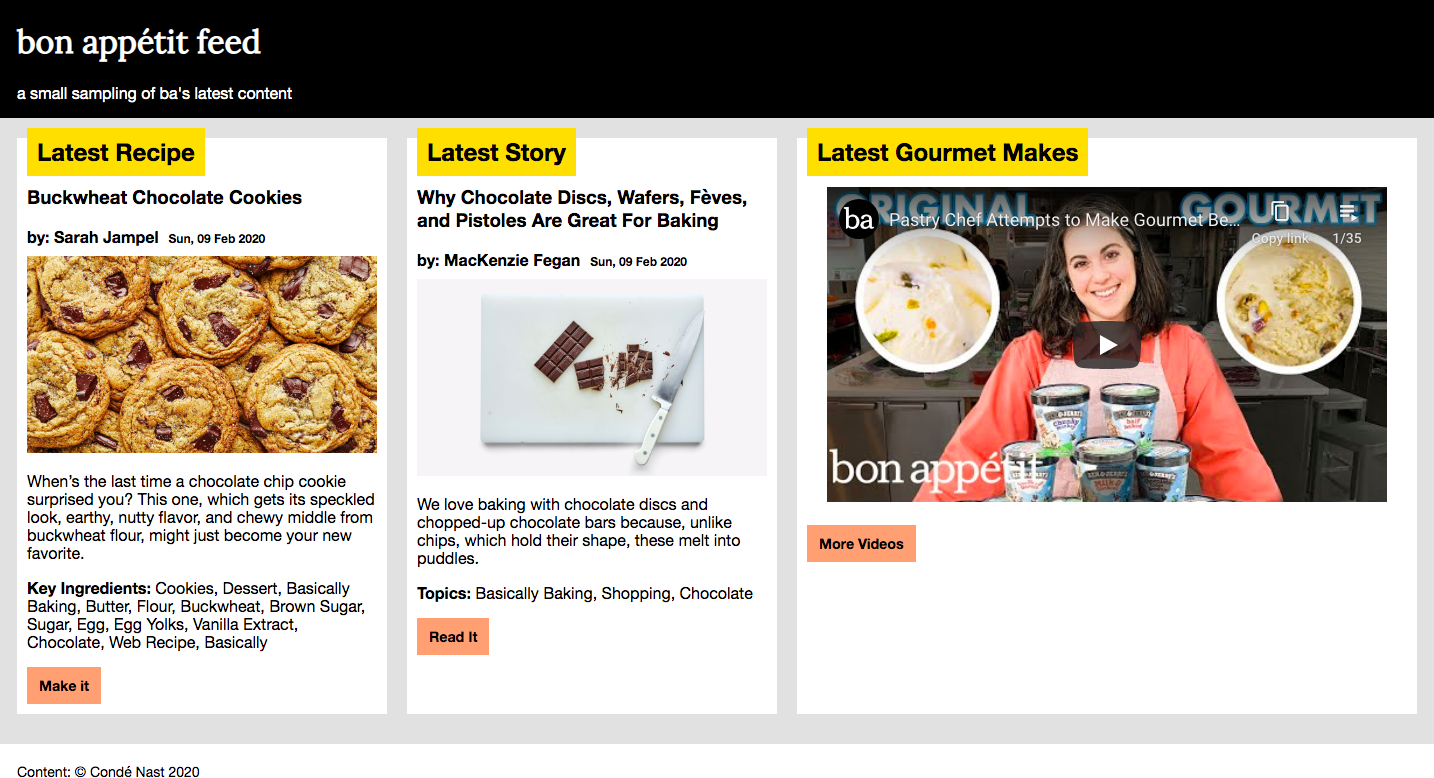 bon appétit feed
a small sampling of ba's latest content
Latest Recipe
Buckwheat Chocolate Cookies
by: Sarah Jampel Sun, 09 Feb 2020
When’s the last time a chocolate chip cookie
surprised you? This one, which gets its speckled
look, earthy, nutty flavor, and chewy middle from
buckwheat flour, might just become your new
favorite.
Key Ingredients: Cookies, Dessert, Basically
Baking, Butter, Flour, Buckwheat, Brown Sugar,
Sugar, Egg, Egg Yolks, Vanilla Extract,
Chocolate, Web Recipe, Basically
Make it
Latest Story
Why Chocolate Discs, Wafers, Fèves,
and Pistoles Are Great For Baking
by: MacKenzie Fegan Sun, 09 Feb 2020
We love baking with chocolate discs and
chopped-up chocolate bars because, unlike
chips, which hold their shape, these melt into
puddles.
Topics: Basically Baking, Shopping, Chocolate
Read It
Latest Gourmet Makes
ORIGINAL GOURMET
ba Pastry Chef Attempts to Make Gourmet Be…
Copy link 1/35
chunky monkey
half baked
bon appétit
More Videos
Content: © Condé Nast 2020